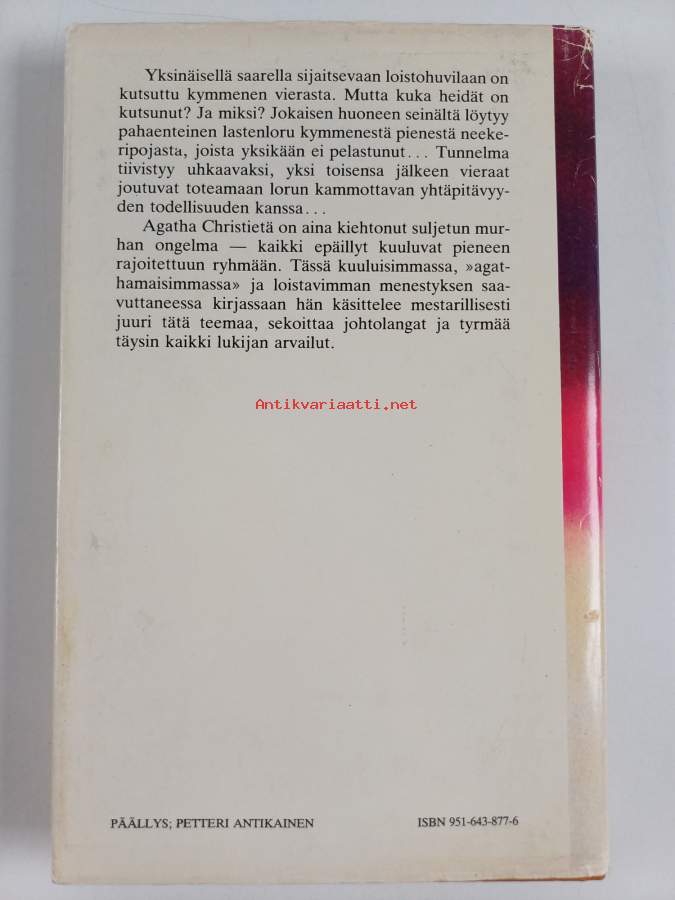 Yksinäisellä saarella sijaitsevaan loistohuvilaan on
kutsuttu kymmenen vierasta. Mutta kuka heidät on
kutsunut? Ja miksi? Jokaisen huoneen seinältä löytyy
pahaenteinen lastenloru kymmenestä pienestä neeke-
ripojasta, joista yksikään ei pelastunut... Tunnelma
tiivistyy uhkaavaksi, yksi toisensa jälkeen vieraat
joutuvat toteamaan lorun kammottavan yhtäpitävyy-
den todellisuuden kanssa...
Agatha Christietä on aina kiehtonut suljetun mur-
han ongelma — kaikki epäillyt kuuluvat pieneen
rajoitettuun ryhmään. Tässä kuuluisimmassa, »agat-
hamaisimmassa» ja loistavimman menestyksen saa-
vuttaneessa kirjassaan hän käsittelee mestarillisesti
juuri tätä teemaa, sekoittaa johtolangat ja tyrmää
täysin kaikki lukijan arvailut.
Antikvariaatti.net
PÄÄLLYS; PETTERI ANTIKAINEN
ISBN 951-643-877-6